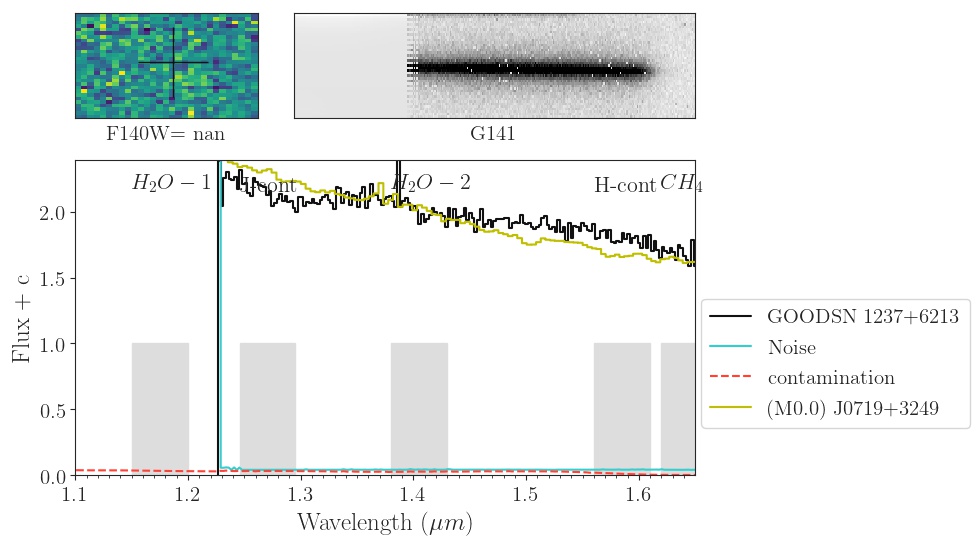 F140W= nan
G141
H₂O − 1
J-cont
H₂O − 2
H-cont
CH₄
2.0
1.5
1.0
0.5
0.0
Flux + c
1.1
1.2
1.3
1.4
1.5
1.6
Wavelength (μm)
GOODSN 1237+6213
Noise
contamination
(M0.0) J0719+3249